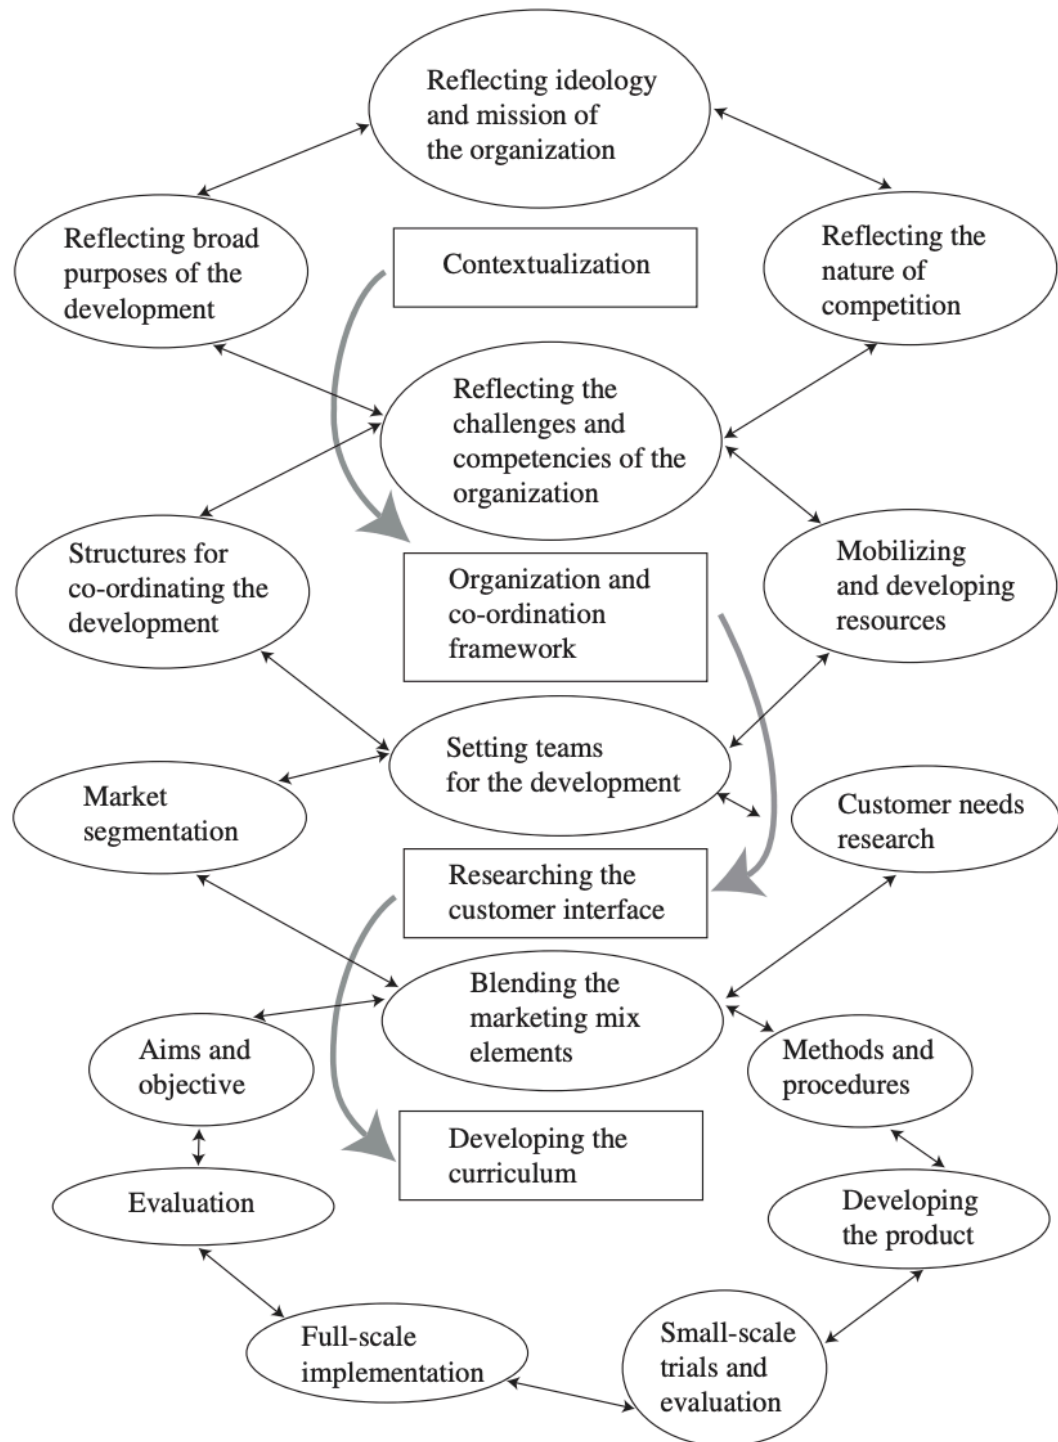 Reflecting ideology
and mission of
the organization
Reflecting broad
purposes of the
development
Contextualization
Reflecting the
nature of
competition
Reflecting the
challenges and
competencies of the
organization
Structures for
co-ordinating the
development
Organization and
co-ordination
framework
Mobilizing
and developing
resources
Setting teams
for the development
Market
segmentation
Customer needs
research
Researching the
customer interface
Blending the
marketing mix
elements
Aims and
objective
Methods and
procedures
Developing the
curriculum
Evaluation
Developing
the product
Full-scale
implementation
Small-scale
trials and
evaluation